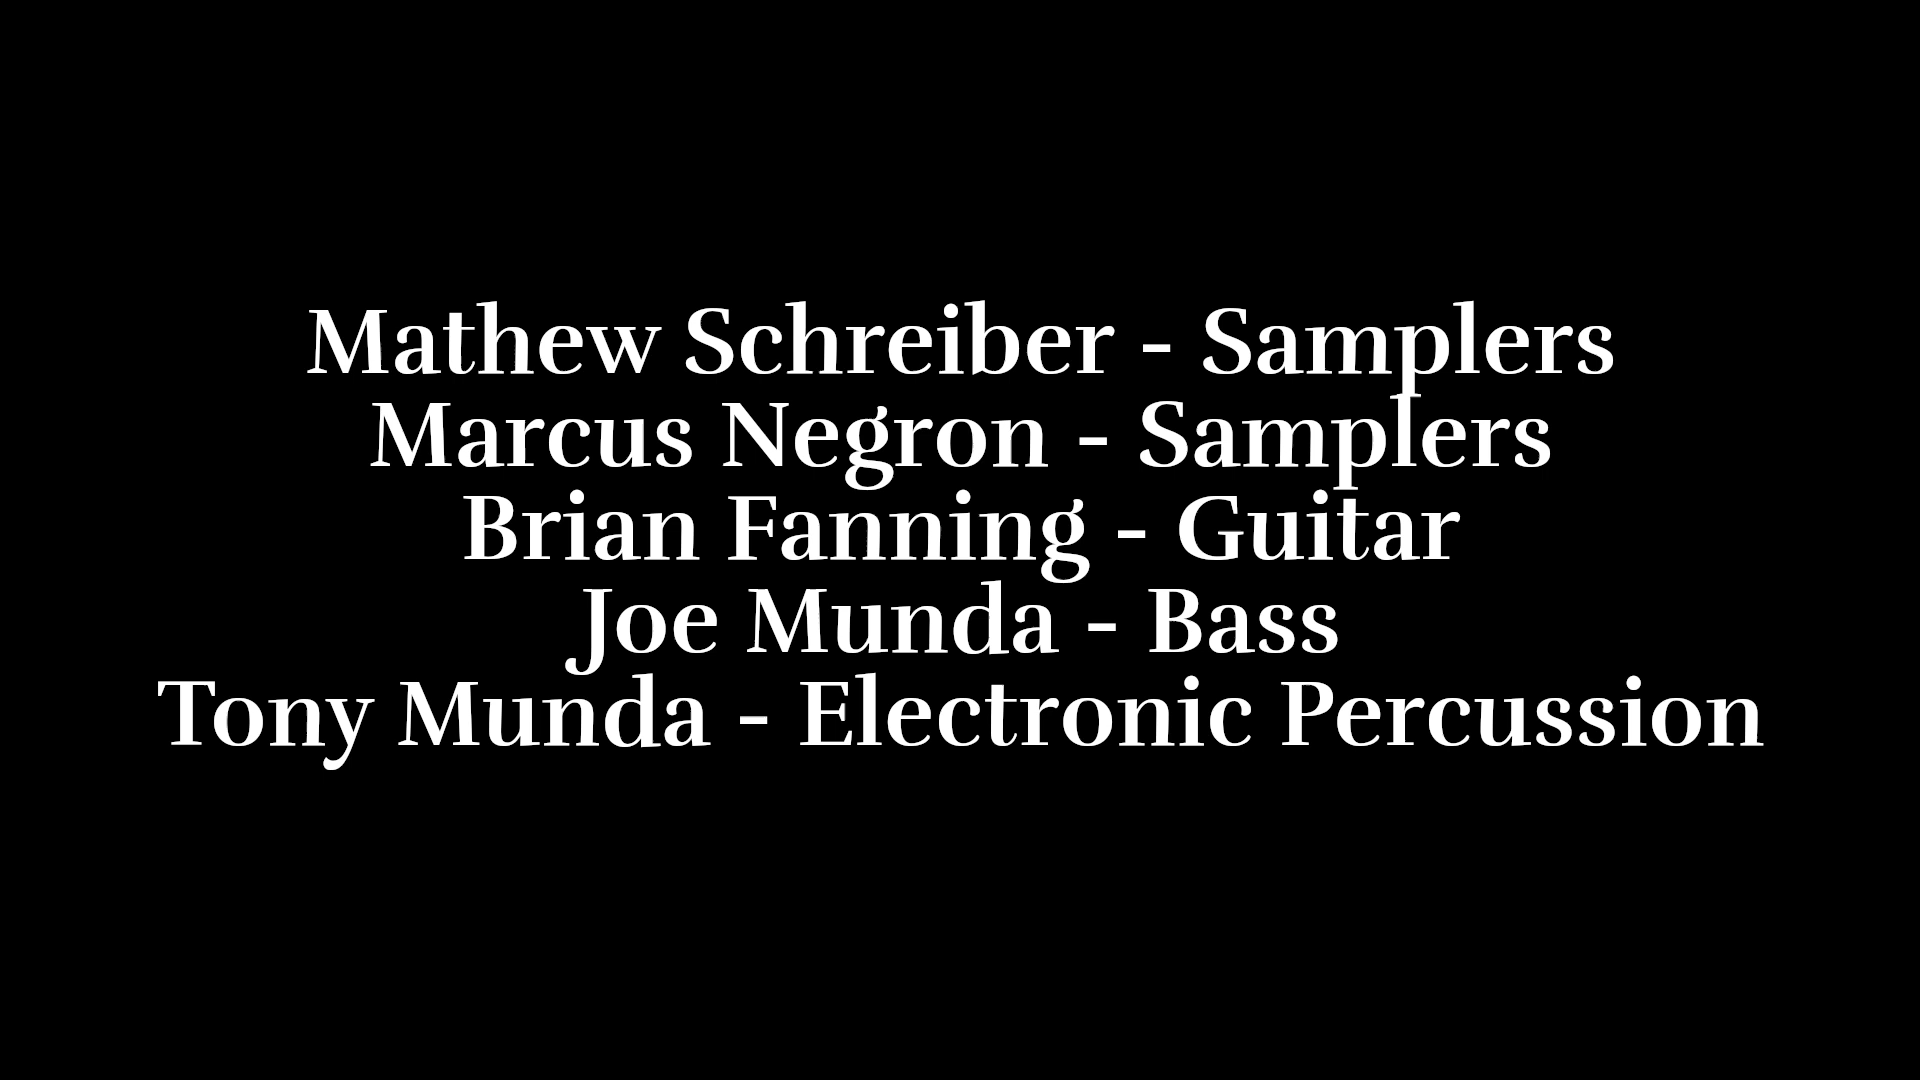 Mathew Schreiber - Samplers
Marcus Negron - Samplers
Brian Fanning - Guitar
Joe Munda - Bass
Tony Munda - Electronic Percussion